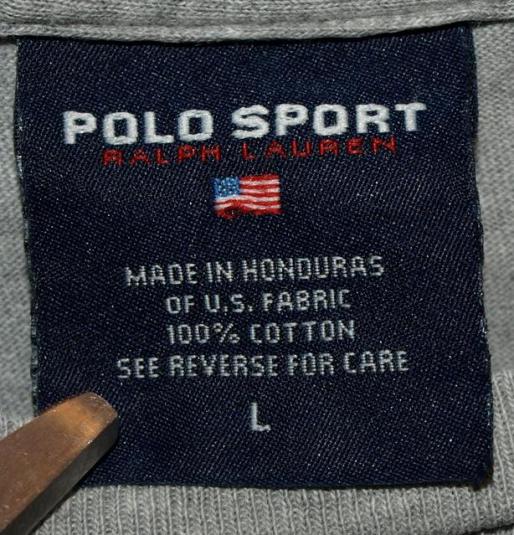 POLO SPORT
RALPH LAUREN
MADE IN HONDURAS
OF U.S. FABRIC
100% COTTON
SEE REVERSE FOR CARE
L